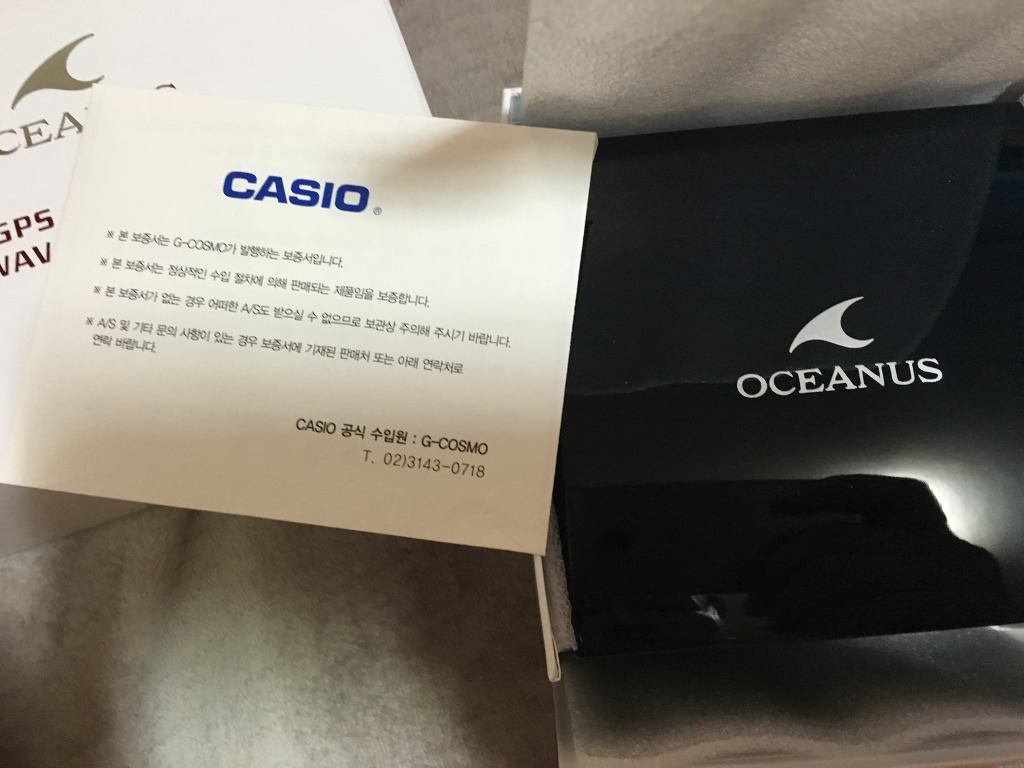 OCEANUS
GPS
WAV
CASIO®
※ 본 보증서는 G-COSMO가 발행하는 보증서입니다.
※ 본 보증서는 정상적인 수입 절차에 의해 판매되는 제품임을 보증합니다.
※ 본 보증서가 없는 경우 어떠한 A/S도 받으실 수 없으므로 보관상 주의해 주시기 바랍니다.
※ A/S 및 기타 문의 사항이 있는 경우 보증서에 기재된 판매처 또는 아래 연락처로
연락 바랍니다.
CASIO 공식 수입원 : G-COSMO
T. 02)3143-0718